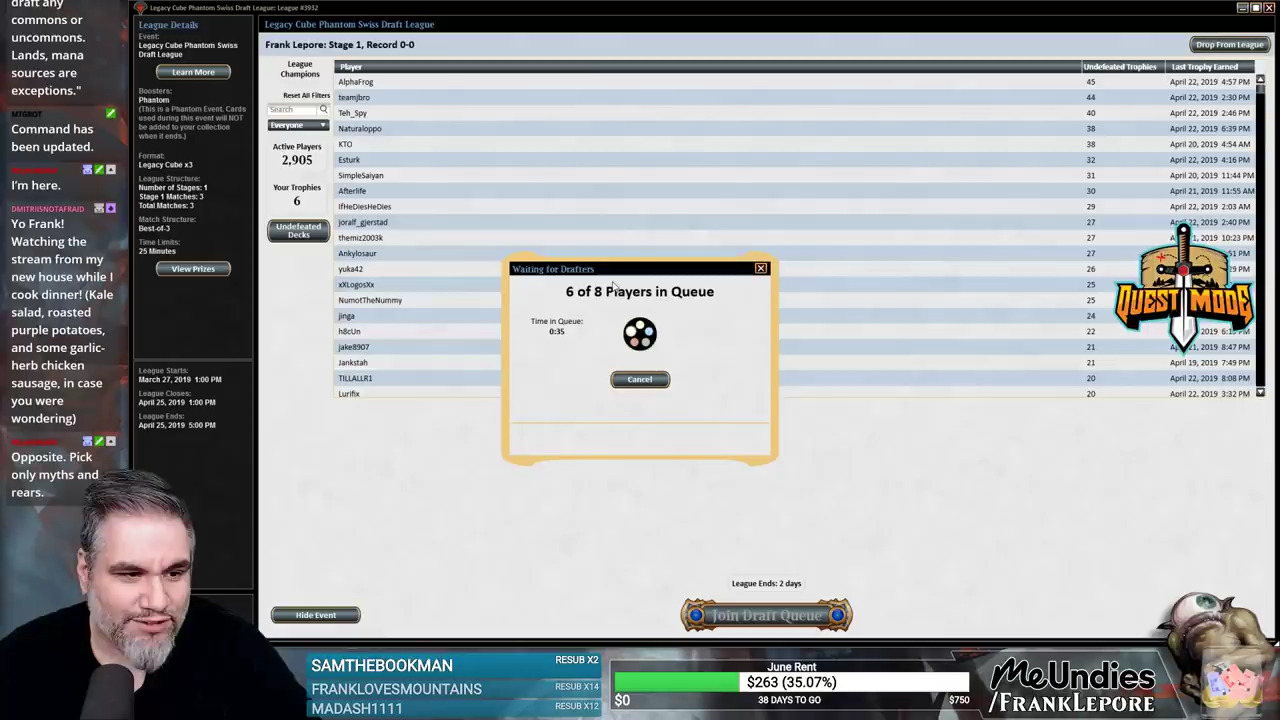 draft any
commons or
uncommons.
Lands, mana
sources are
exceptions."
MTGBOT
Command has
been updated.
I'm here.
DMITRIISNOTAFRAID
Yo Frank!
Watching the
stream from my
new house while I
cook dinner! (Kale
salad, roasted
purple potatoes,
and some garlic-
herb chicken
sausage, in case
you were
wondering)
Opposite. Pick
only myths and
rears.
Legacy Cube Phantom Swiss Draft League: League #3932
League Details
Event:
Legacy Cube Phantom Swiss
Draft League
Learn More
Boosters:
Phantom
(This is a Phantom Event. Cards
used during this event will NOT
be added to your collection
when it ends.)
Format:
Legacy Cube x3
League Structure:
Number of Stages: 1
Stage 1 Matches: 3
Total Matches: 3
Match Structure:
Best-of-3
Time Limits:
25 Minutes
View Prizes
League Starts:
March 27, 2019 1:00 PM
League Closes:
April 25, 2019 1:00 PM
League Ends:
April 25, 2019 5:00 PM
Legacy Cube Phantom Swiss Draft League
Frank Lepore: Stage 1, Record 0-0
Drop From League
League
Champions
Reset All Filters
Search
Everyone
Active Players
2,905
Your Trophies
6
Undefeated
Decks
Player Undefeated Trophies Last Trophy Earned
AlphaFrog 45 April 22, 2019 4:57 PM
teamjbro 44 April 22, 2019 2:30 PM
Teh_Spy 40 April 22, 2019 2:46 PM
Naturaloppo 38 April 22, 2019 6:39 PM
KTO 38 April 20, 2019 4:54 AM
Esturk 32 April 22, 2019 4:16 PM
SimpleSaiyan 31 April 20, 2019 11:44 PM
Afterlife 30 April 21, 2019 11:55 AM
IfHeDiesHeDies 29 April 22, 2019 2:03 AM
joralf_gjerstad 27 April 22, 2019 2:40 PM
themiz2003k 27 2019 10:23 PM
Ankylosaur 27
yuka42 26 PM
xXLogosXx 25 PM
NumotTheNummy 25 PM
jinga 24 PM
h8cUn 22 PM
jake8907 21 2019 8:47 PM
Jankstah 21 April 19, 2019 7:49 PM
TILLALLR1 20 April 22, 2019 8:08 PM
Lurifix 20 April 22, 2019 3:32 PM
Waiting for Drafters
6 of 8 Players in Queue
Time in Queue:
0:35
Cancel
QUEST MODE
League Ends: 2 days
Hide Event
Join Draft Queue
SAMTHEBOOKMAN RESUB X2
FRANKLOVESMOUNTAINS RESUB X14
MADASH1111 RESUB X12
June Rent
$263 (35.07%)
$0 38 DAYS TO GO $750
MeUndies
/FRANKLEPORE